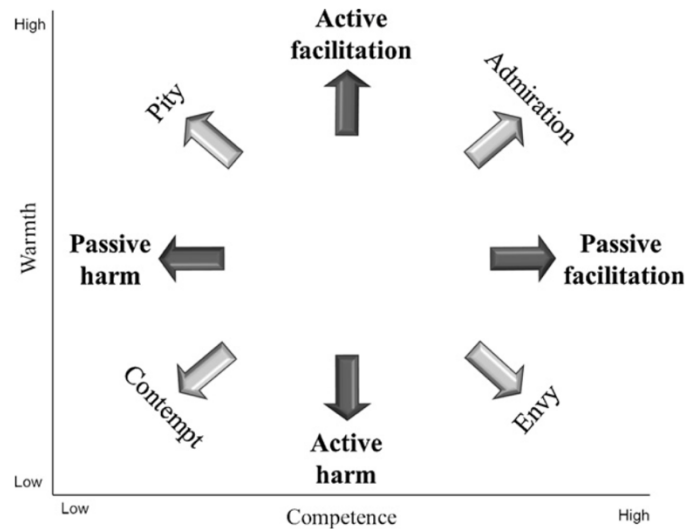 High
Active
facilitation
Pity
Admiration
Warmth
Passive
harm
Passive
facilitation
Contempt
Envy
Active
harm
Low
Low
Competence
High